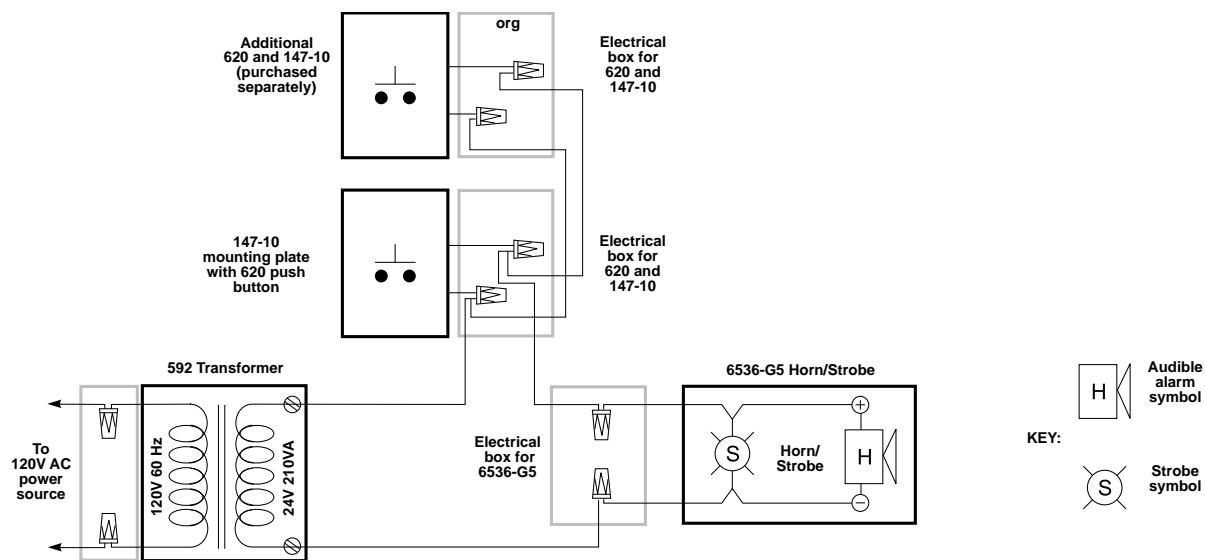 org
Additional
620 and 147-10
(purchased
separately)
Electrical
box for
620 and
147-10
147-10
mounting plate
with 620 push
button
Electrical
box for
620 and
147-10
592 Transformer
6536-G5 Horn/Strobe
To
120V AC
power
source
120V 60 Hz
24V 210VA
Electrical
box for
6536-G5
S
Horn/
Strobe
+
H
−
KEY:
H
Audible
alarm
symbol
S
Strobe
symbol